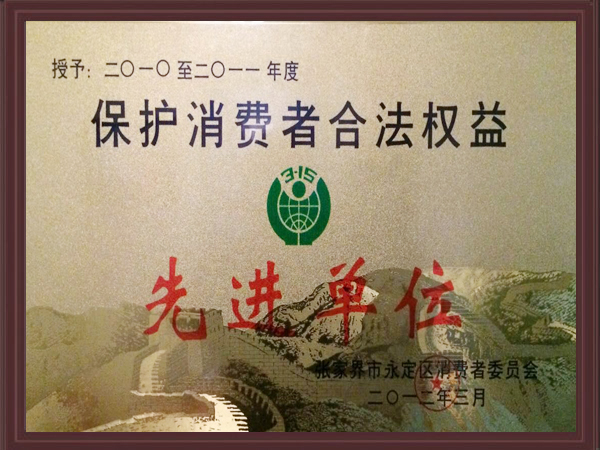 授予：二〇一〇至二〇一一年度
保护消费者合法权益
3·15
先进单位
张家界市永定区消费者委员会
二〇一二年三月